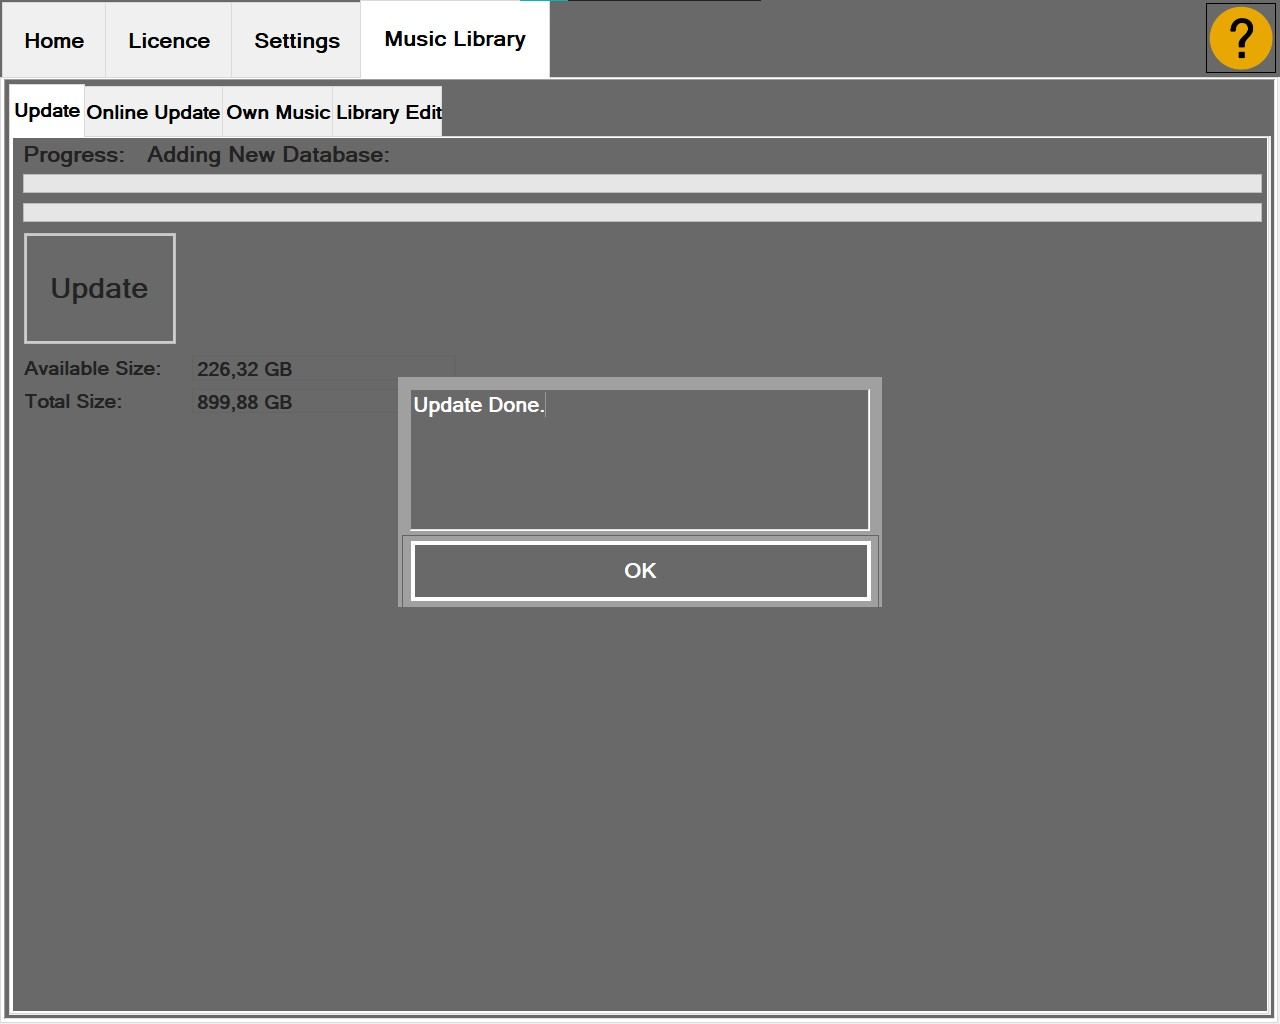 Home Licence Settings Music Library ?
Update Online Update Own Music Library Edit
Progress: Adding New Database:
Update
Available Size: 226,32 GB
Total Size: 899,88 GB
Update Done.
OK